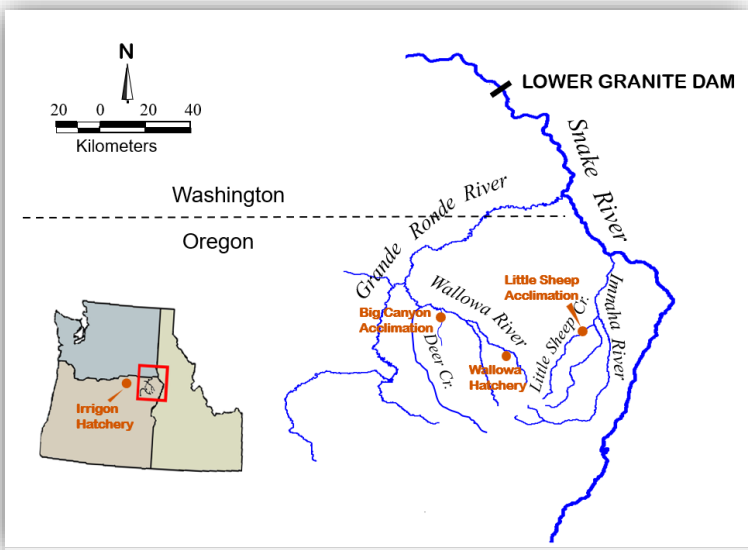 N
20 0 20 40
Kilometers
LOWER GRANITE DAM
Snake River
Washington
Oregon
Grande Ronde River
Wallowa River
Little Sheep
Acclimation
Big Canyon
Acclimation
Deer Cr.
Wallowa
Hatchery
Little Sheep Cr.
Imnaha River
Irrigon
Hatchery